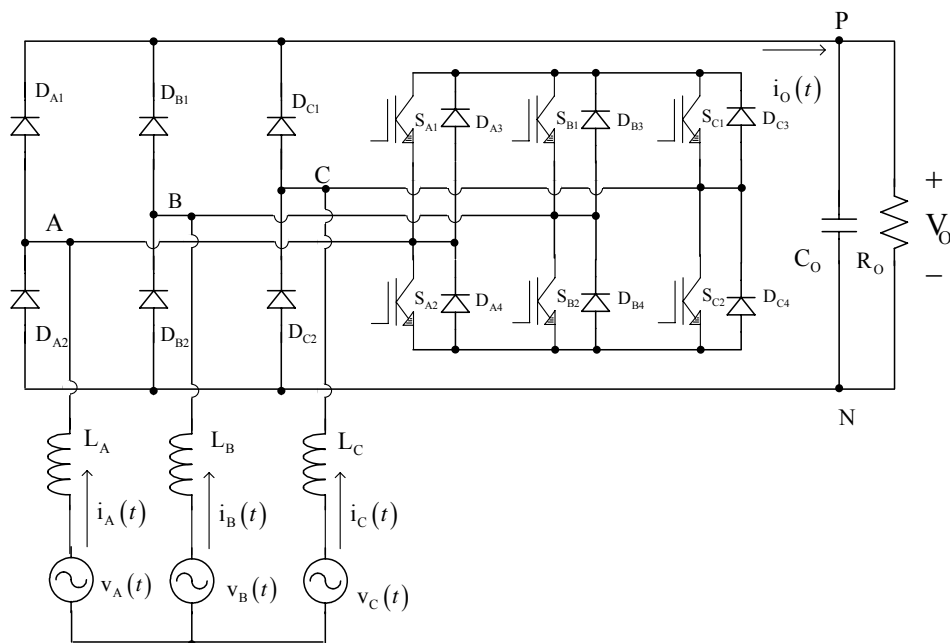 P
D_A1
D_B1
D_C1
i_O(t)
S_A1
D_A3
S_B1
D_B3
S_C1
D_C3
C
B
A
+
V_O
−
C_O
R_O
S_A2
D_A4
S_B2
D_B4
S_C2
D_C4
D_A2
D_B2
D_C2
N
L_A
L_B
L_C
i_A(t)
i_B(t)
i_C(t)
v_A(t)
v_B(t)
v_C(t)